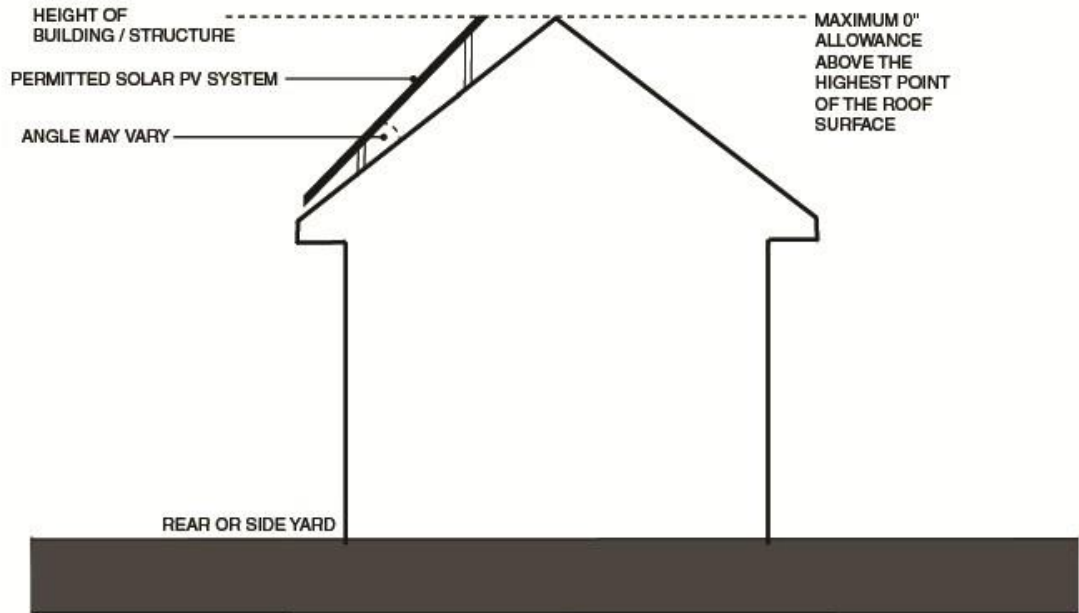 HEIGHT OF
BUILDING / STRUCTURE
PERMITTED SOLAR PV SYSTEM
ANGLE MAY VARY
MAXIMUM 0"
ALLOWANCE
ABOVE THE
HIGHEST POINT
OF THE ROOF
SURFACE
REAR OR SIDE YARD